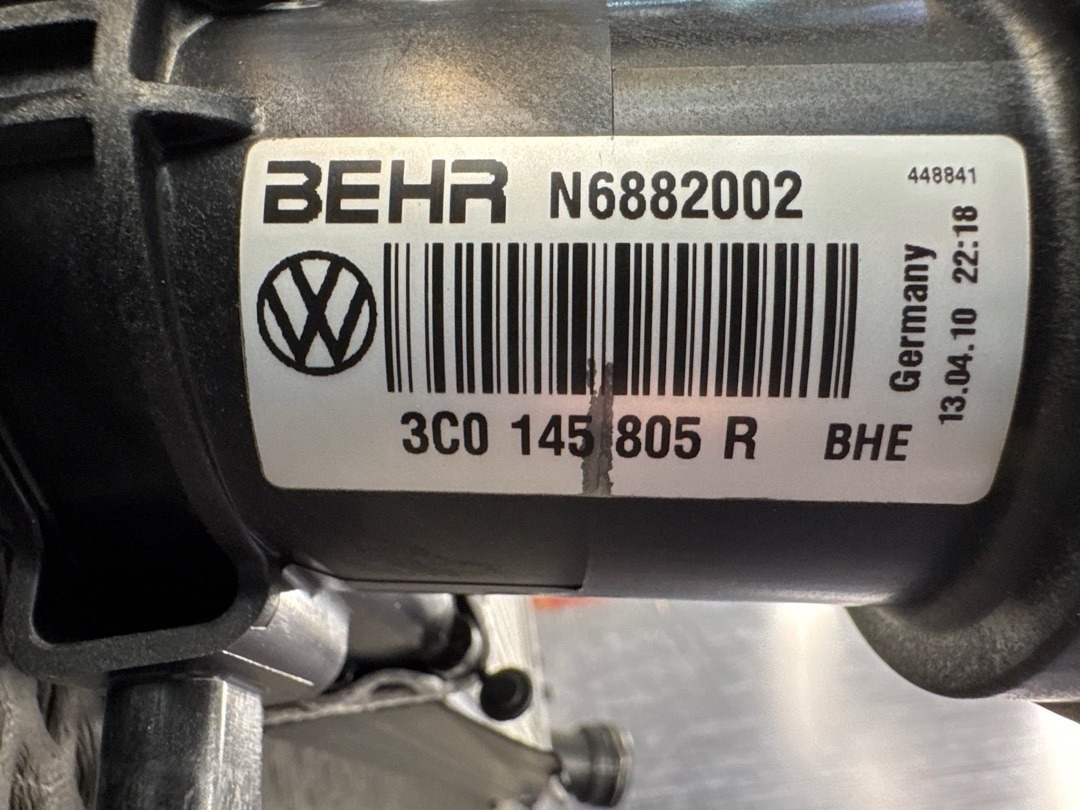 BEHR N6882002
448841
3C0 145 805 R BHE
Germany
13.04.10 22:18